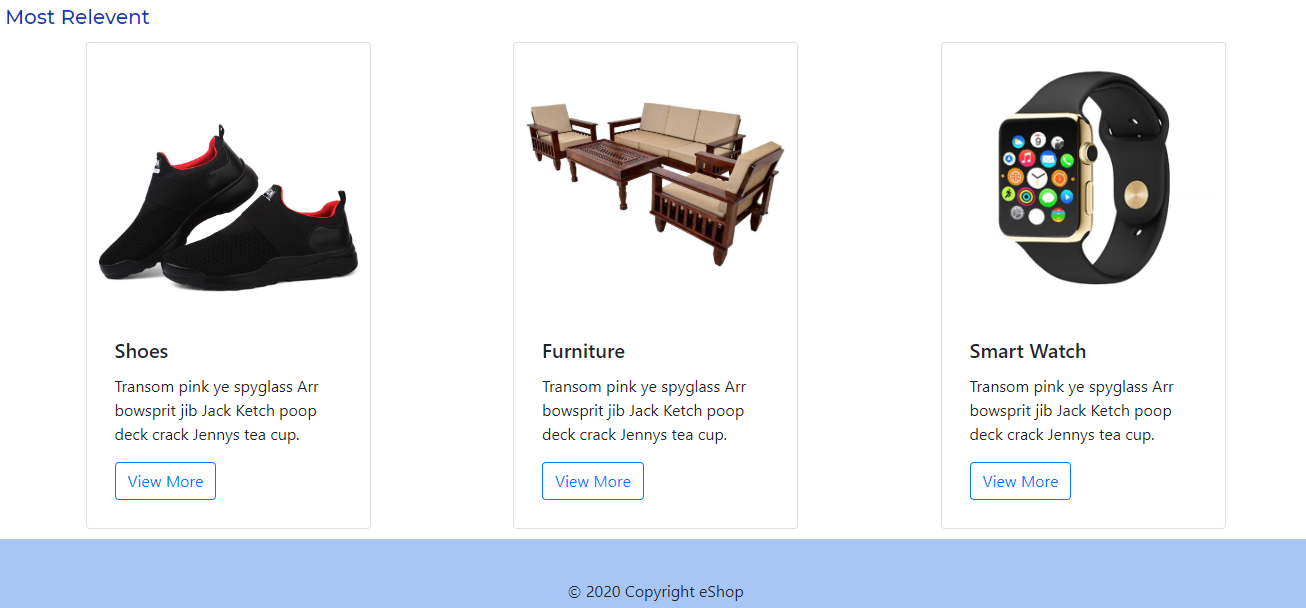 Most Relevent
Shoes
Transom pink ye spyglass Arr
bowsprit jib Jack Ketch poop
deck crack Jennys tea cup.
View More
Furniture
Transom pink ye spyglass Arr
bowsprit jib Jack Ketch poop
deck crack Jennys tea cup.
View More
Smart Watch
Transom pink ye spyglass Arr
bowsprit jib Jack Ketch poop
deck crack Jennys tea cup.
View More
© 2020 Copyright eShop